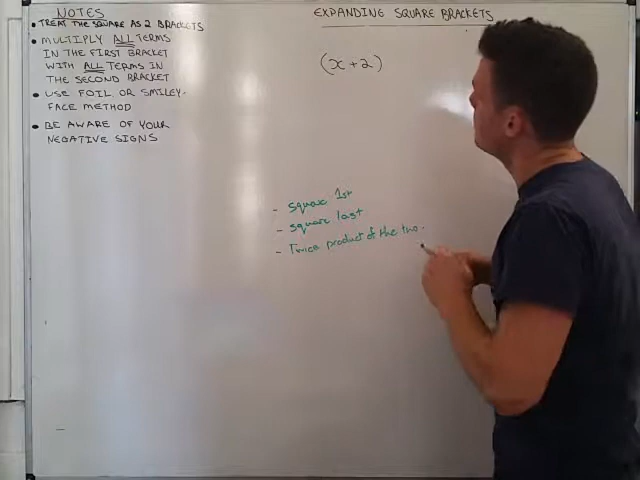 NOTES
• TREAT THE SQUARE AS 2 BRACKETS
• MULTIPLY ALL TERMS
IN THE FIRST BRACKET
WITH ALL TERMS IN
THE SECOND BRACKET
• USE FOIL OR SMILEY-
FACE METHOD
• BE AWARE OF YOUR
NEGATIVE SIGNS
EXPANDING SQUARE BRACKETS
(x+2)
- square 1st
- square last
- Twice product of the two.